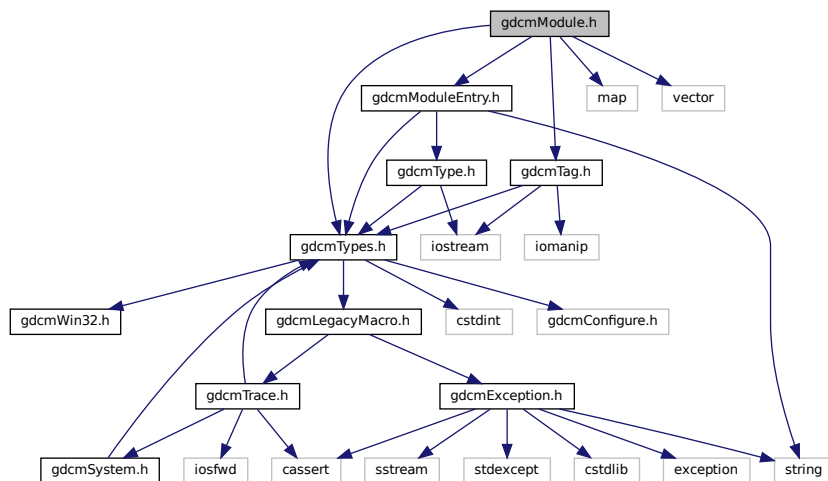 gdcmModule.h
gdcmModuleEntry.h
map
vector
gdcmType.h
gdcmTag.h
gdcmTypes.h
iostream
iomanip
gdcmWin32.h
gdcmLegacyMacro.h
cstdint
gdcmConfigure.h
gdcmTrace.h
gdcmException.h
gdcmSystem.h
iosfwd
cassert
sstream
stdexcept
cstdlib
exception
string